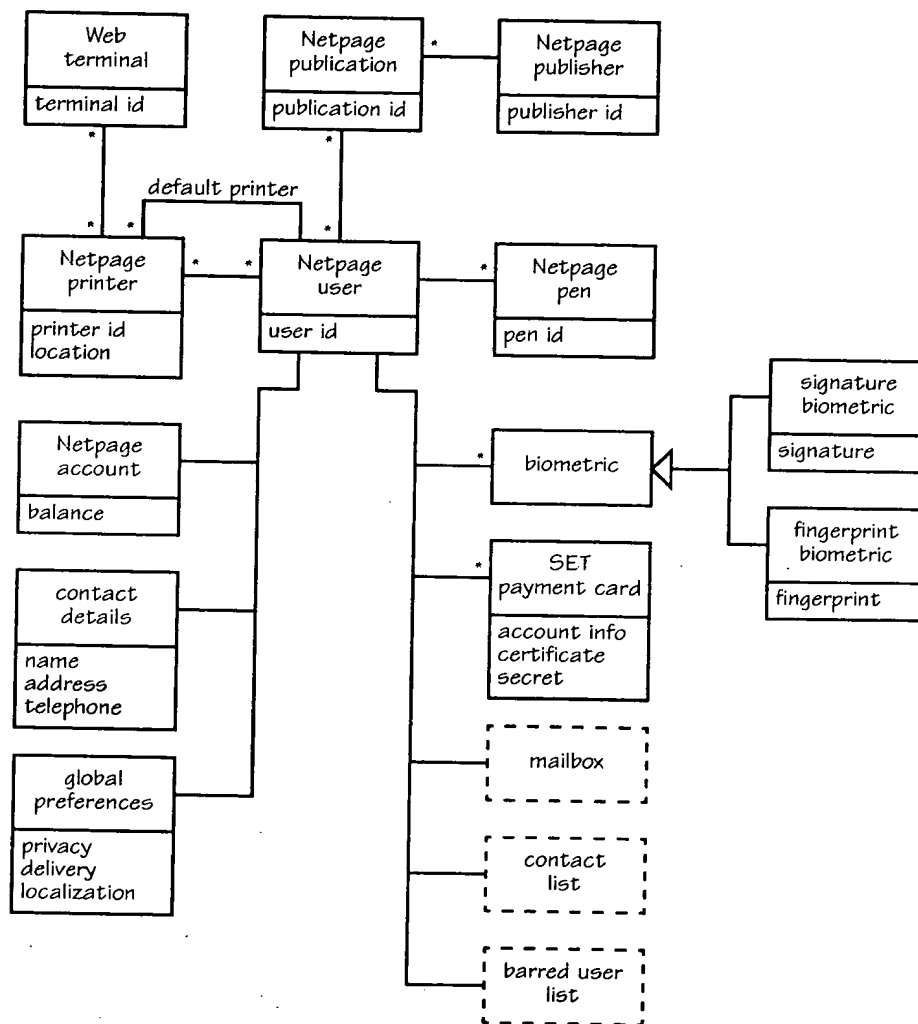 Web
terminal
terminal id
Netpage
publication
publication id
Netpage
publisher
publisher id
*
*
*
default printer
*
*
*
*
*
*
Netpage
printer
printer id
location
Netpage
user
user id
Netpage
pen
pen id
signature
biometric
signature
Netpage
account
balance
*
biometric
fingerprint
biometric
fingerprint
*
SET
payment card
account info
certificate
secret
contact
details
name
address
telephone
mailbox
global
preferences
privacy
delivery
localization
contact
list
barred user
list